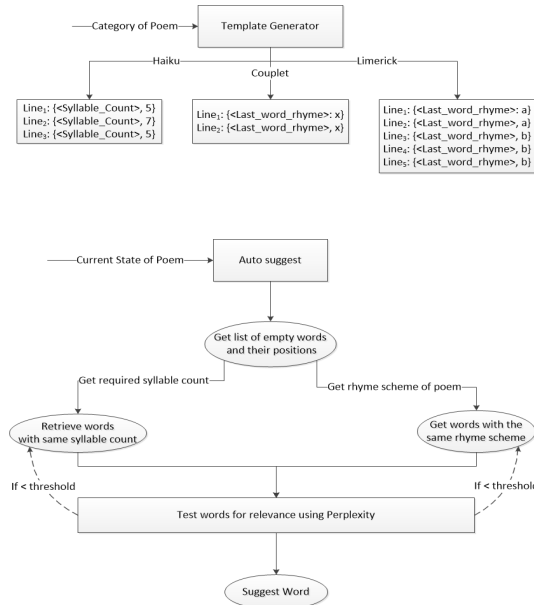 Category of Poem
Template Generator
Haiku
Couplet
Limerick
Line₁: {<Syllable_Count>, 5}
Line₂: {<Syllable_Count>, 7}
Line₃: {<Syllable_Count>, 5}
Line₁: {<Last_word_rhyme>: x}
Line₂: {<Last_word_rhyme>, x}
Line₁: {<Last_word_rhyme>: a}
Line₂: {<Last_word_rhyme>, a}
Line₃: {<Last_word_rhyme>, b}
Line₄: {<Last_word_rhyme>, b}
Line₅: {<Last_word_rhyme>, b}
Current State of Poem
Auto suggest
Get list of empty words
and their positions
Get required syllable count
Get rhyme scheme of poem
Retrieve words
with same syllable count
Get words with the
same rhyme scheme
If < threshold
If < threshold
Test words for relevance using Perplexity
Suggest Word